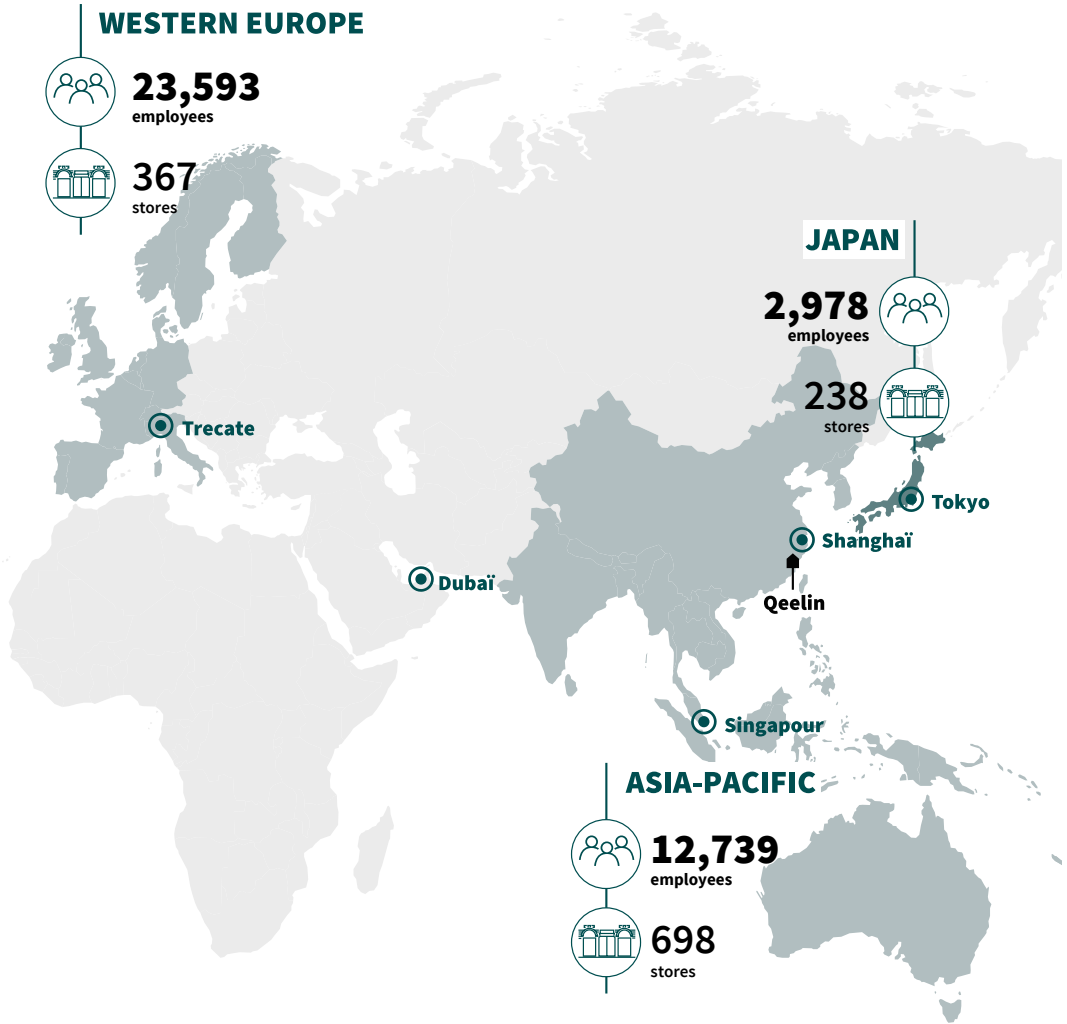 WESTERN EUROPE
23,593
employees
367
stores
JAPAN
2,978
employees
238
stores
Trecate
Tokyo
Shanghaï
Dubaï
Qeelin
Singapour
ASIA-PACIFIC
12,739
employees
698
stores